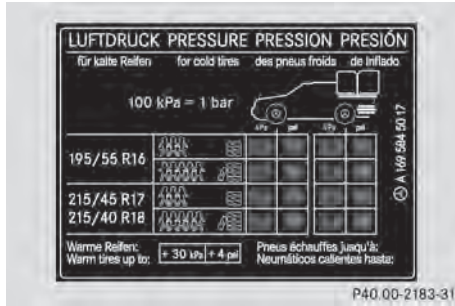 LUFTDRUCK PRESSURE PRESSION PRESIÓN
für kalte Reifen for cold tires des pneus froids de Inflado
100 kPa = 1 bar
kPa psi kPa psi
195/55 R16
215/45 R17
215/40 R18
A 169 584 50 17
Warme Reifen: + 30 kPa + 4 psi Pneus échauffes jusqu'à:
Warm tires up to: Neumáticos calientes hasta:
P40.00-2183-31